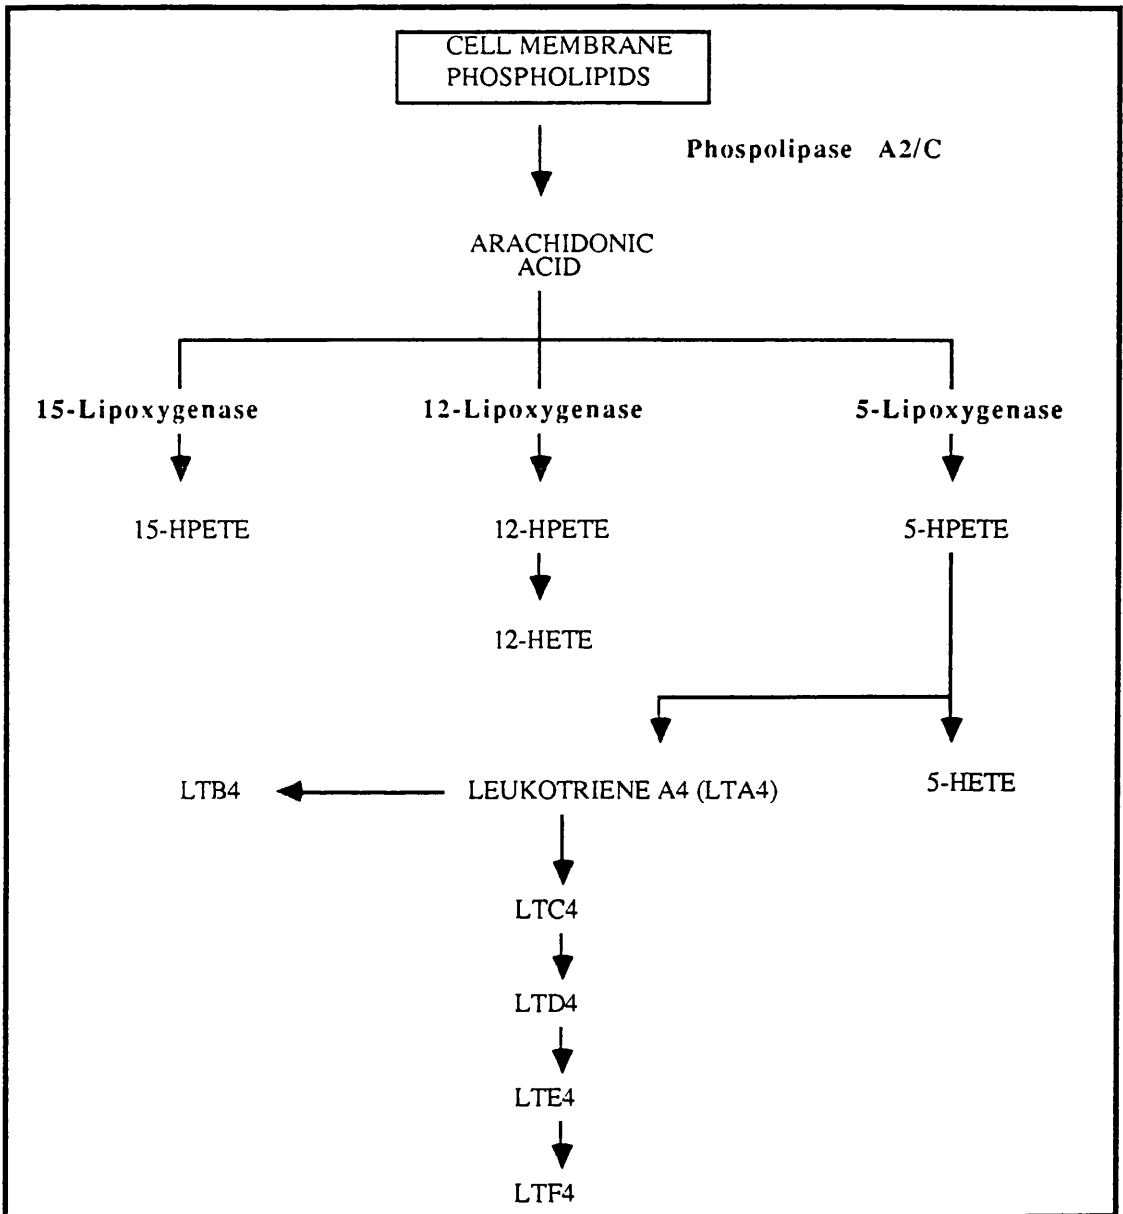 CELL MEMBRANE
PHOSPHOLIPIDS
Phospolipase A2/C
ARACHIDONIC
ACID
15-Lipoxygenase
12-Lipoxygenase
5-Lipoxygenase
15-HPETE
12-HPETE
5-HPETE
12-HETE
LTB4
LEUKOTRIENE A4 (LTA4)
5-HETE
LTC4
LTD4
LTE4
LTF4